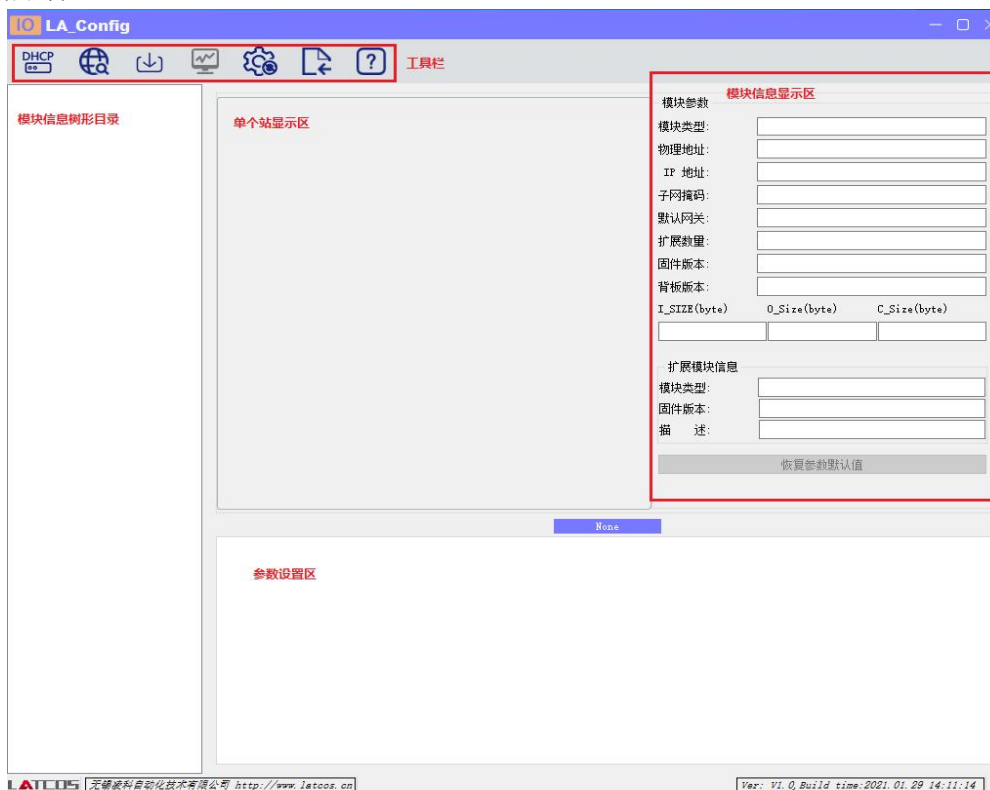 IO LA_Config
DHCP
工具栏
模块信息树形目录
单个站显示区
模块信息显示区
模块参数
模块类型:
物理地址:
IP 地址:
子网掩码:
默认网关:
扩展数量:
固件版本:
背板版本:
I_SIZE(byte) O_Size(byte) C_Size(byte)
扩展模块信息
模块类型:
固件版本:
描 述:
恢复参数默认值
None
参数设置区
LATCOS 无锡凌科自动化技术有限公司 http://www.latcos.cn
Ver: V1.0,Build time:2021.01.29 14:11:14